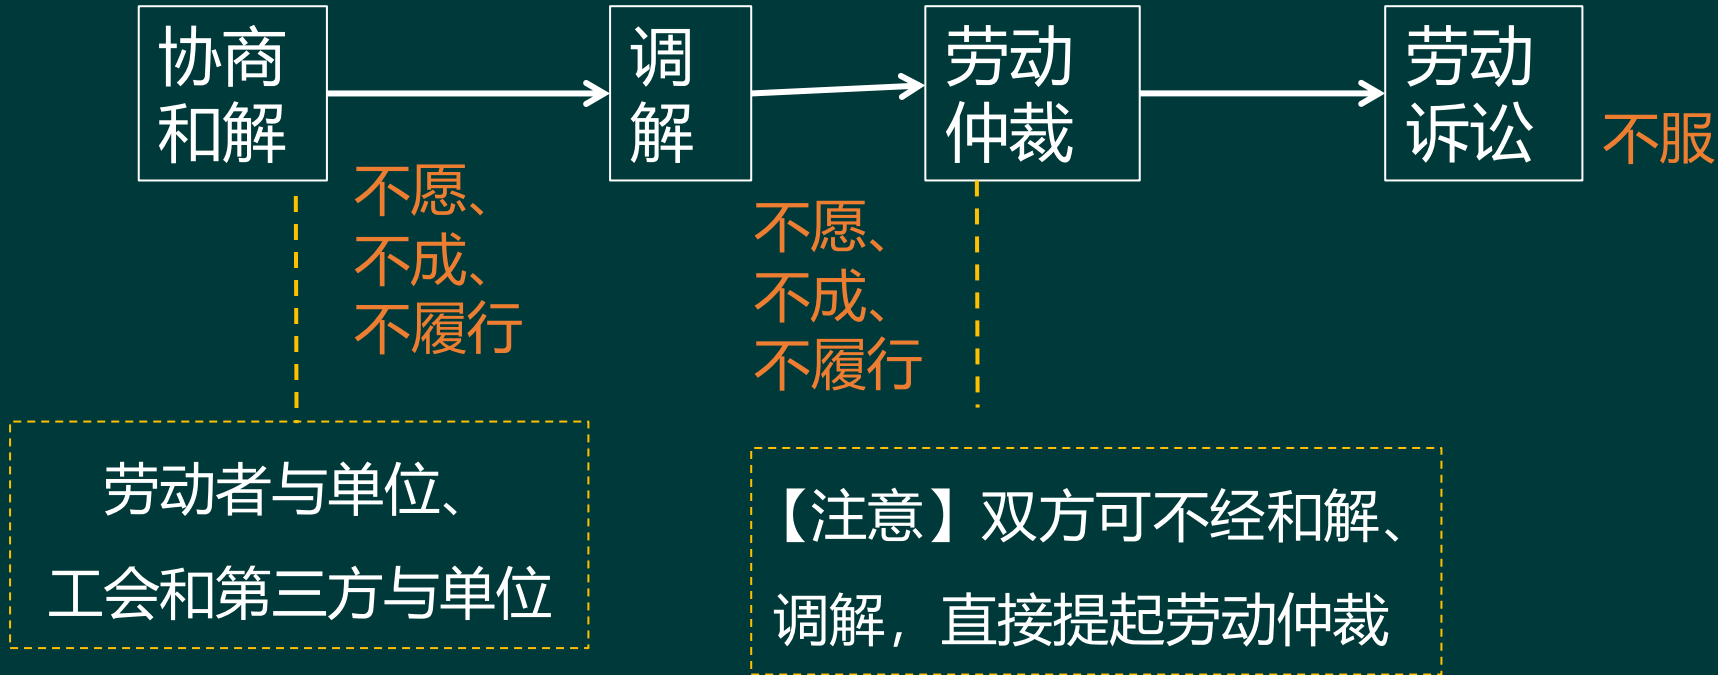 协商
和解
调
解
劳动
仲裁
劳动
诉讼
不服
不愿、
不成、
不履行
不愿、
不成、
不履行
劳动者与单位、
工会和第三方与单位
【注意】双方可不经和解、
调解，直接提起劳动仲裁